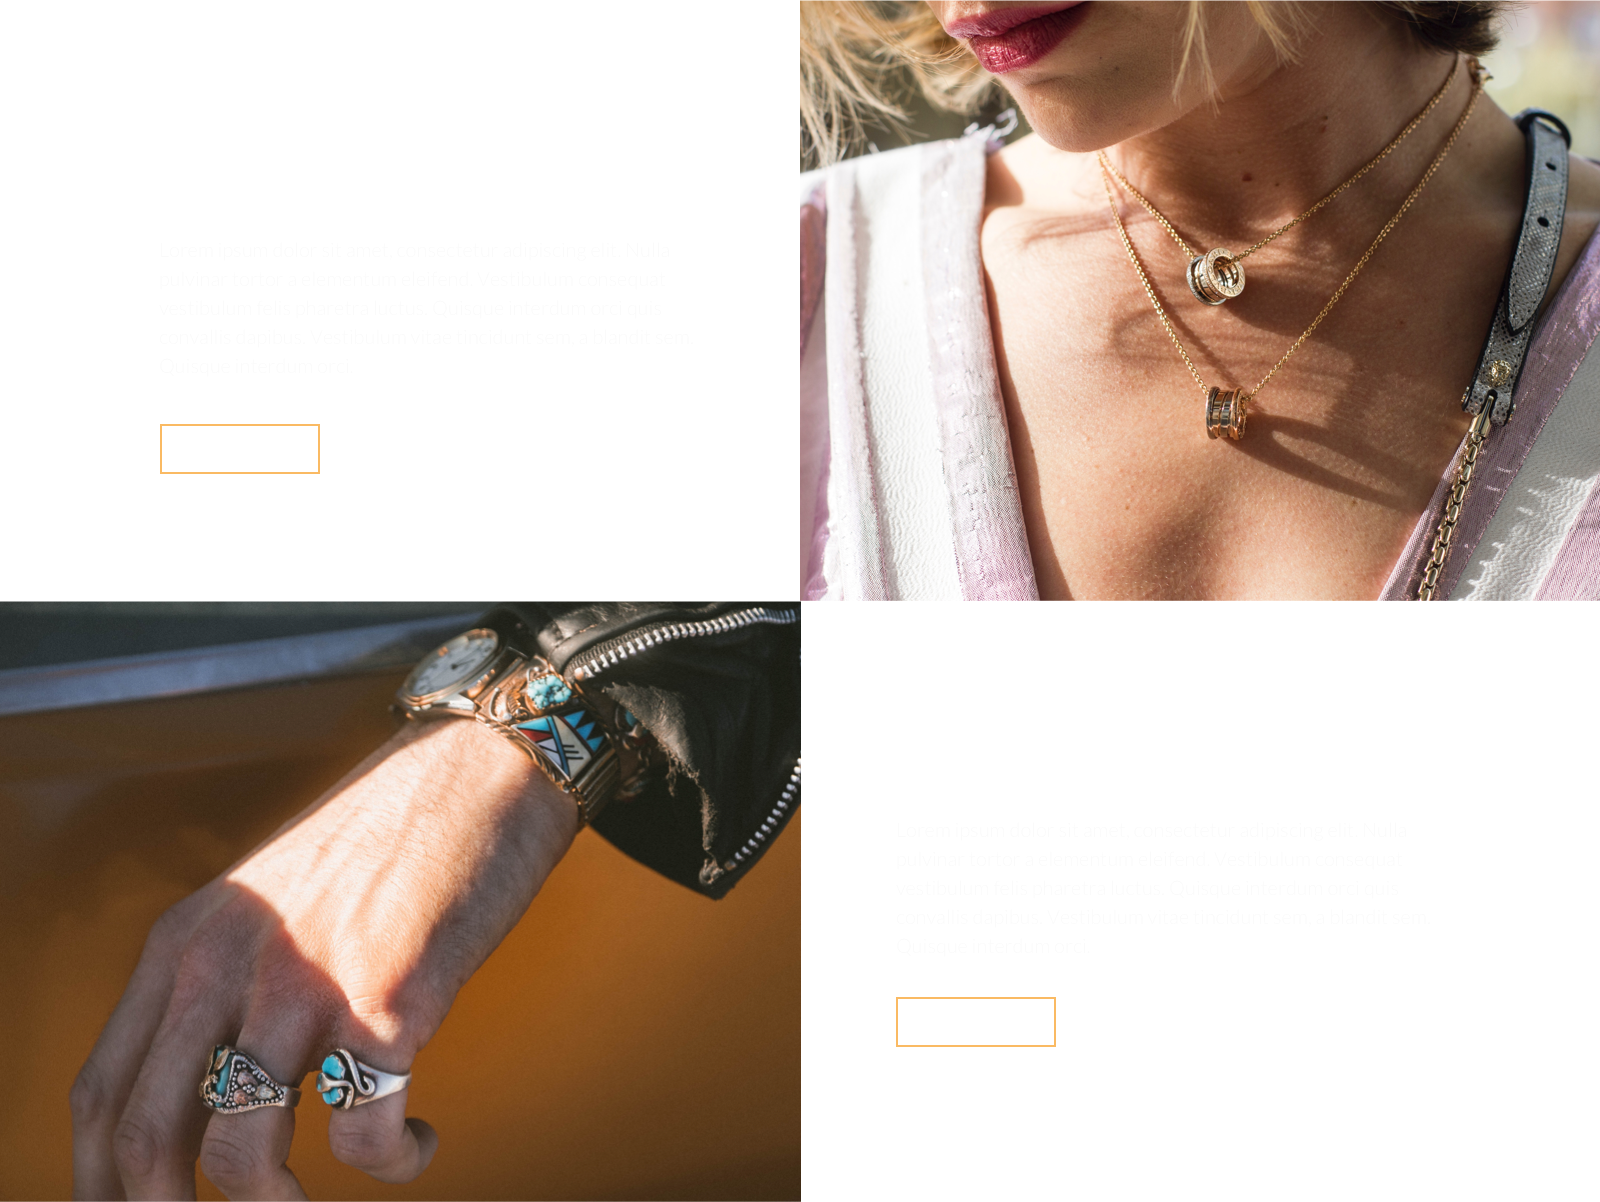 Lorem ipsum dolor sit amet, consectetur adipiscing elit. Nulla
pulvinar tortor a elementum eleifend. Vestibulum consequat
vestibulum felis pharetra luctus. Quisque interdum orci quis
convallis dapibus. Vestibulum vitae tincidunt sem, a blandit sem.
Quisque interdum orci.
Lorem ipsum dolor sit amet, consectetur adipiscing elit. Nulla
pulvinar tortor a elementum eleifend. Vestibulum consequat
vestibulum felis pharetra luctus. Quisque interdum orci quis
convallis dapibus. Vestibulum vitae tincidunt sem, a blandit sem.
Quisque interdum orci.